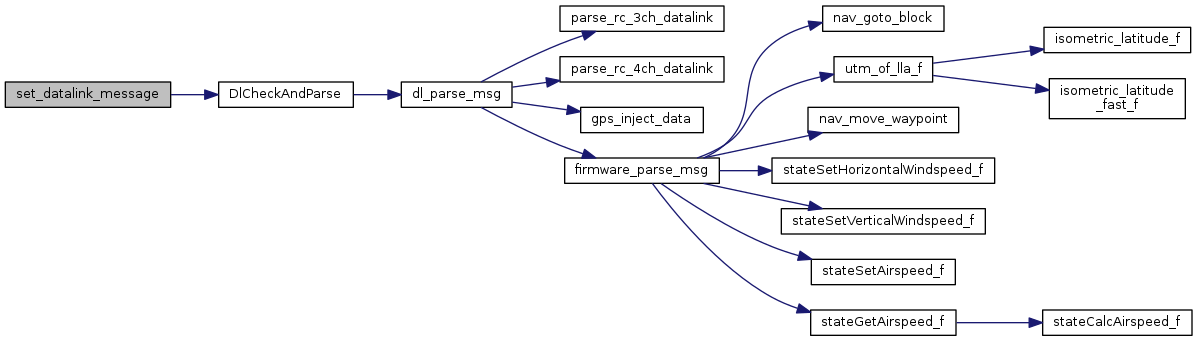 set_datalink_message
DlCheckAndParse
dl_parse_msg
parse_rc_3ch_datalink
parse_rc_4ch_datalink
gps_inject_data
firmware_parse_msg
nav_goto_block
utm_of_lla_f
isometric_latitude_f
isometric_latitude
_fast_f
nav_move_waypoint
stateSetHorizontalWindspeed_f
stateSetVerticalWindspeed_f
stateSetAirspeed_f
stateGetAirspeed_f
stateCalcAirspeed_f